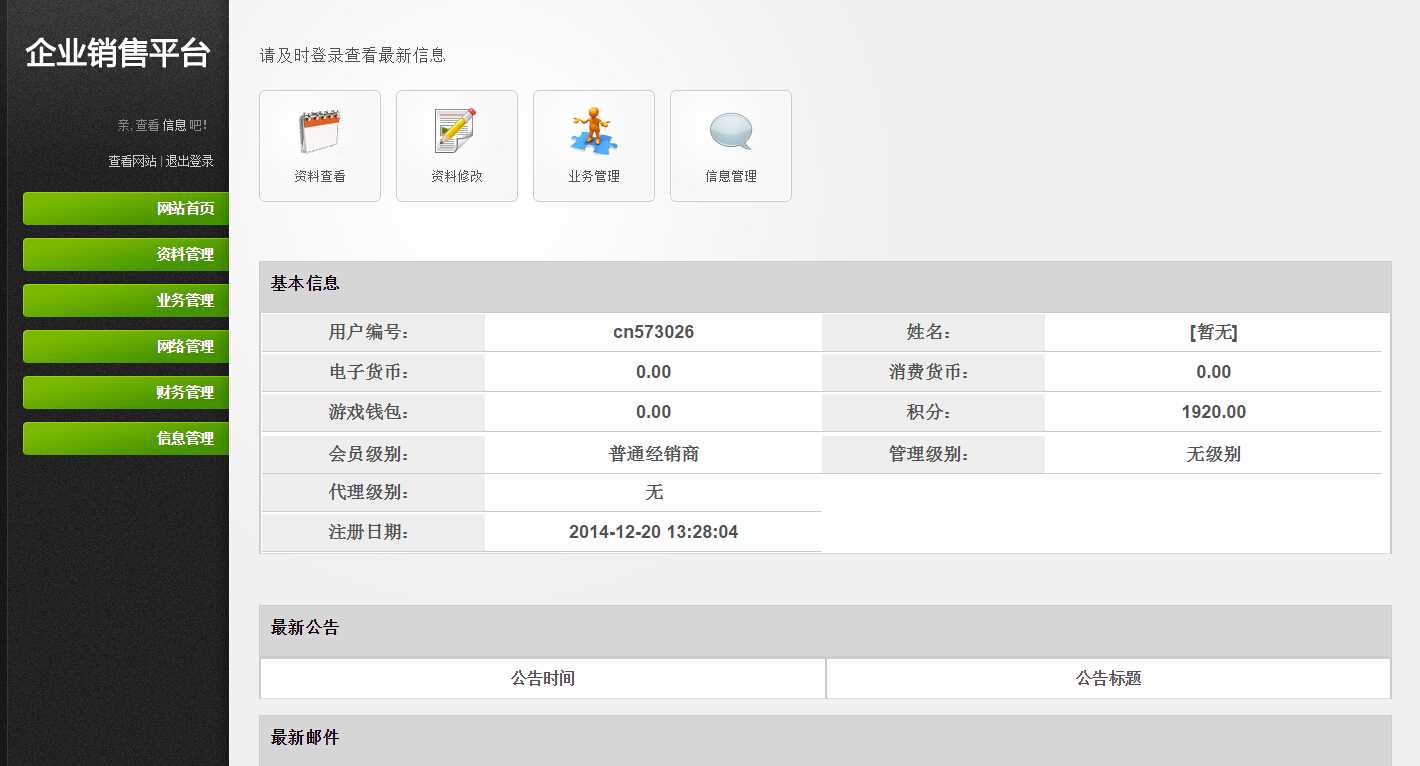 企业销售平台
亲, 查看 信息 吧!
查看网站 | 退出登录
网站首页
资料管理
业务管理
网络管理
财务管理
信息管理
请及时登录查看最新信息
资料查看 资料修改 业务管理 信息管理
基本信息
用户编号: cn573026 姓名: [暂无]
电子货币: 0.00 消费货币: 0.00
游戏钱包: 0.00 积分: 1920.00
会员级别: 普通经销商 管理级别: 无级别
代理级别: 无
注册日期: 2014-12-20 13:28:04
最新公告
公告时间 公告标题
最新邮件